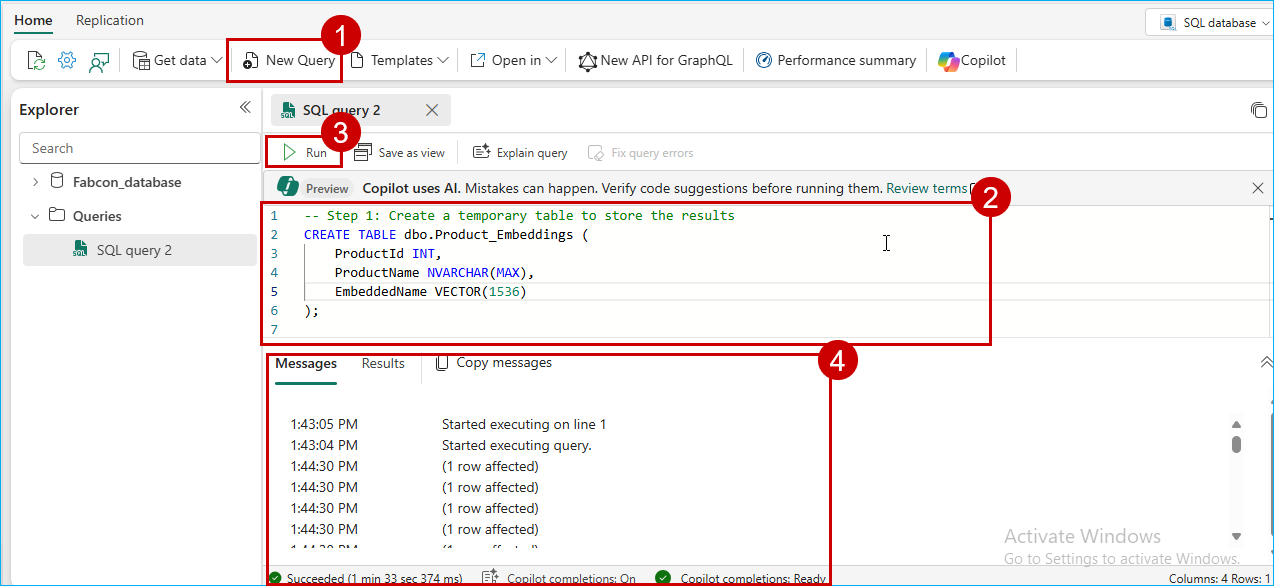 Home Replication
SQL database
1
Get data New Query Templates Open in New API for GraphQL Performance summary Copilot
Explorer
SQL query 2
Search
3
Run Save as view Explain query Fix query errors
Fabcon_database
Preview Copilot uses AI. Mistakes can happen. Verify code suggestions before running them. Review terms
2
Queries
SQL query 2
1 -- Step 1: Create a temporary table to store the results
2 CREATE TABLE dbo.Product_Embeddings (
3 ProductId INT,
4 ProductName NVARCHAR(MAX),
5 EmbeddedName VECTOR(1536)
6 );
7
4
Messages Results Copy messages
1:43:05 PM Started executing on line 1
1:43:04 PM Started executing query.
1:44:30 PM (1 row affected)
1:44:30 PM (1 row affected)
1:44:30 PM (1 row affected)
1:44:30 PM (1 row affected)
Activate Windows
Go to Settings to activate Windows.
Succeeded (1 min 33 sec 374 ms) Copilot completions: On Copilot completions: Ready Columns: 4 Rows: 1